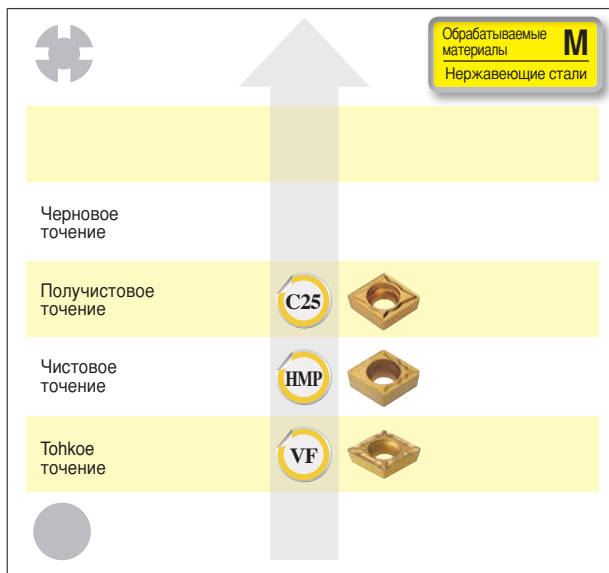 Обрабатываемые
материалы
M
Нержавеющие стали
Черновое
точение
Получистовое
точение
C25
Чистовое
точение
HMP
Tohkoe
точение
VF